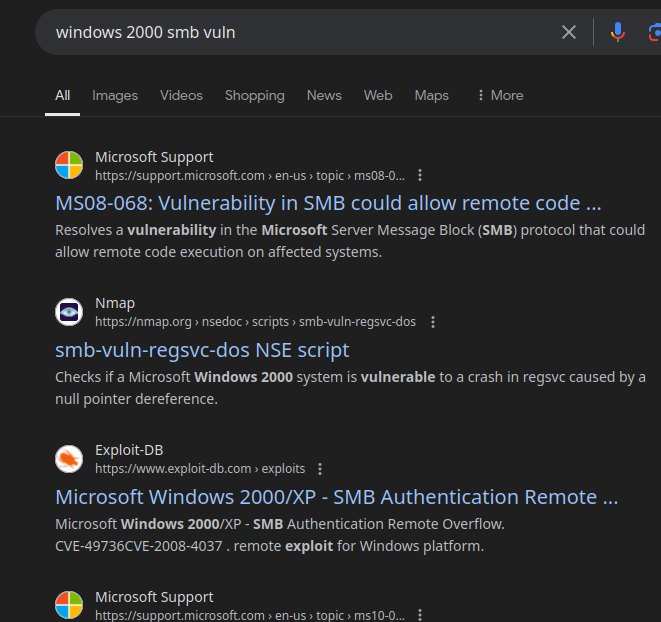 windows 2000 smb vuln
All Images Videos Shopping News Web Maps More
Microsoft Support
https://support.microsoft.com › en-us › topic › ms08-0...
MS08-068: Vulnerability in SMB could allow remote code ...
Resolves a vulnerability in the Microsoft Server Message Block (SMB) protocol that could
allow remote code execution on affected systems.
Nmap
https://nmap.org › nsedoc › scripts › smb-vuln-regsvc-dos
smb-vuln-regsvc-dos NSE script
Checks if a Microsoft Windows 2000 system is vulnerable to a crash in regsvc caused by a
null pointer dereference.
Exploit-DB
https://www.exploit-db.com › exploits
Microsoft Windows 2000/XP - SMB Authentication Remote ...
Microsoft Windows 2000/XP - SMB Authentication Remote Overflow.
CVE-49736CVE-2008-4037 . remote exploit for Windows platform.
Microsoft Support
https://support.microsoft.com › en-us › topic › ms10-0...